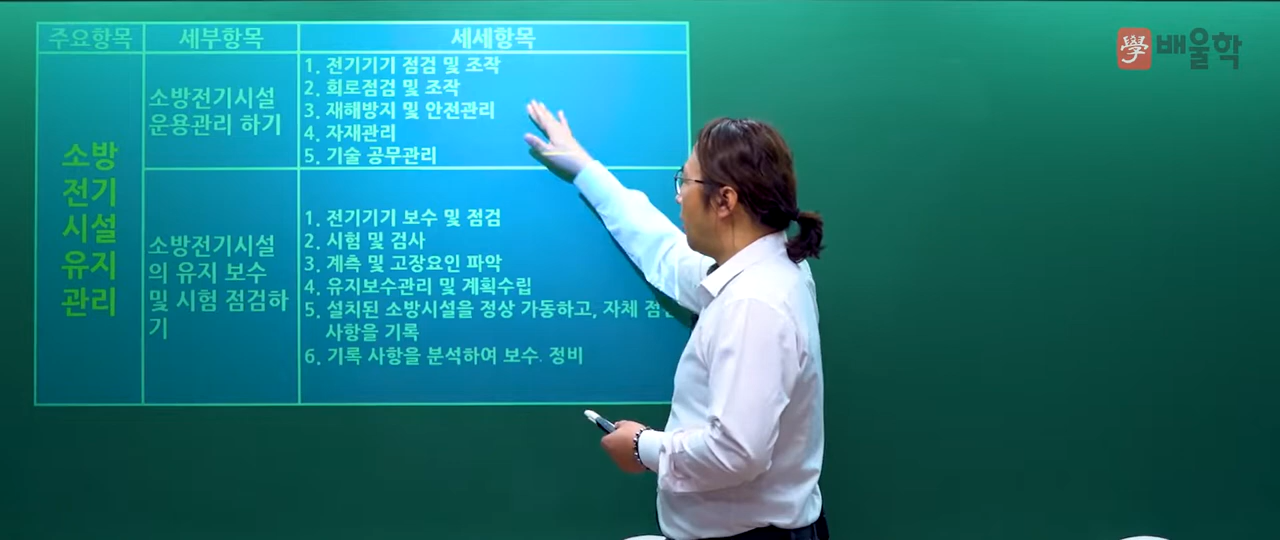 주요항목 세부항목 세세항목
소방
전기
시설
유지
관리
소방전기시설
운용관리 하기
1. 전기기기 점검 및 조작
2. 회로점검 및 조작
3. 재해방지 및 안전관리
4. 자재관리
5. 기술 공무관리
소방전기시설
의 유지 보수
및 시험 점검하
기
1. 전기기기 보수 및 점검
2. 시험 및 검사
3. 계측 및 고장요인 파악
4. 유지보수관리 및 계획수립
5. 설치된 소방시설을 정상 가동하고, 자체
사항을 기록
6. 기록 사항을 분석하여 보수. 정비
學 배울학